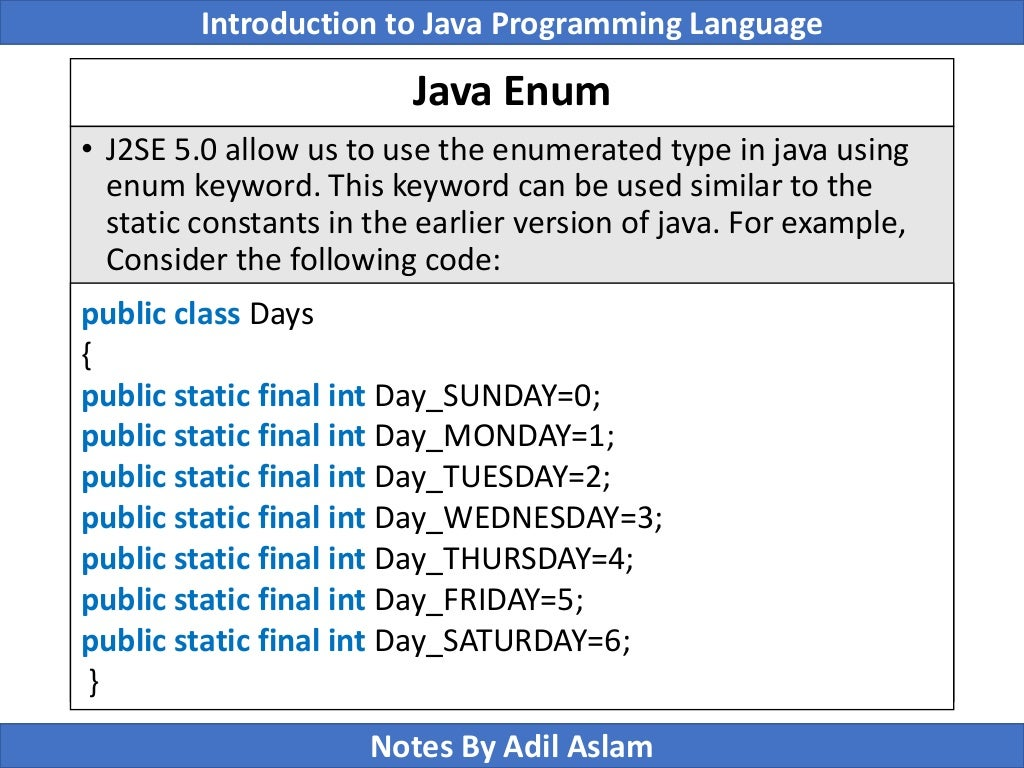 Introduction to Java Programming Language
Java Enum
• J2SE 5.0 allow us to use the enumerated type in java using
enum keyword. This keyword can be used similar to the
static constants in the earlier version of java. For example,
Consider the following code:
public class Days
{
public static final int Day_SUNDAY=0;
public static final int Day_MONDAY=1;
public static final int Day_TUESDAY=2;
public static final int Day_WEDNESDAY=3;
public static final int Day_THURSDAY=4;
public static final int Day_FRIDAY=5;
public static final int Day_SATURDAY=6;
}
Notes By Adil Aslam